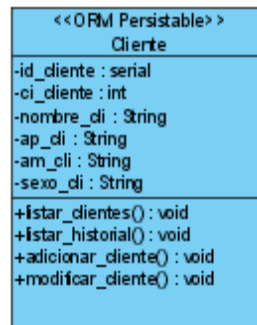 <<ORM Persistable>>
Cliente
-id_cliente : serial
-ci_cliente : int
-nombre_cli : String
-ap_cli : String
-am_cli : String
-sexo_cli : String
+listar_clientes() : void
+listar_historial() : void
+adicionar_cliente() : void
+modificar_cliente() : void